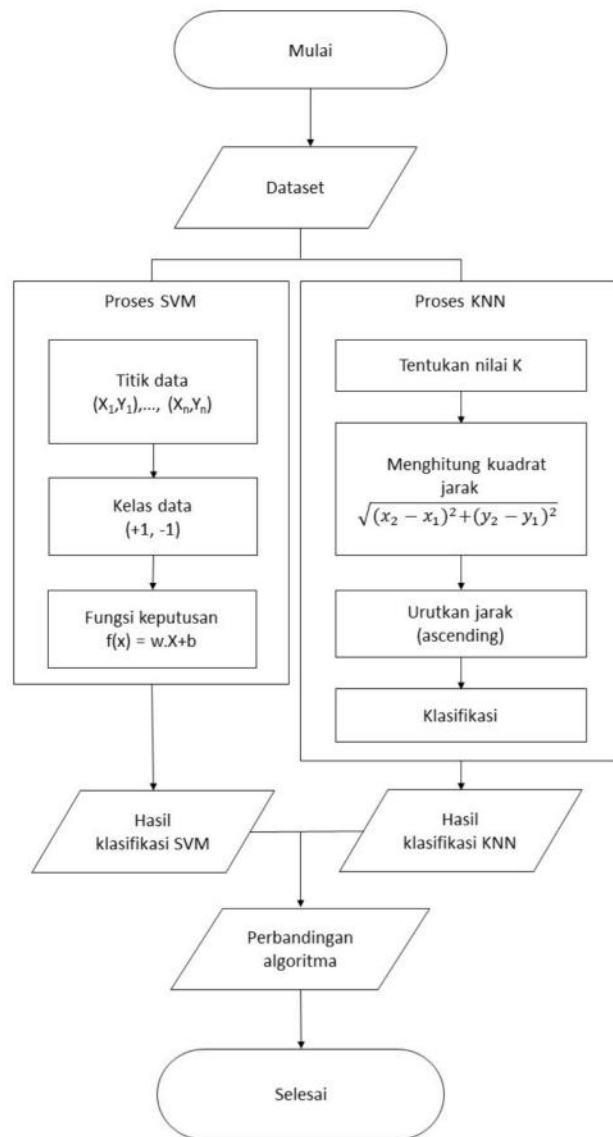 Mulai
Dataset
Proses SVM
Titik data
(X₁,Y₁),..., (Xₙ,Yₙ)
Kelas data
(+1, -1)
Fungsi keputusan
f(x) = w.X+b
Proses KNN
Tentukan nilai K
Menghitung kuadrat
jarak
√(x₂ − x₁)²+(y₂ − y₁)²
Urutkan jarak
(ascending)
Klasifikasi
Hasil
klasifikasi SVM
Hasil
klasifikasi KNN
Perbandingan
algoritma
Selesai